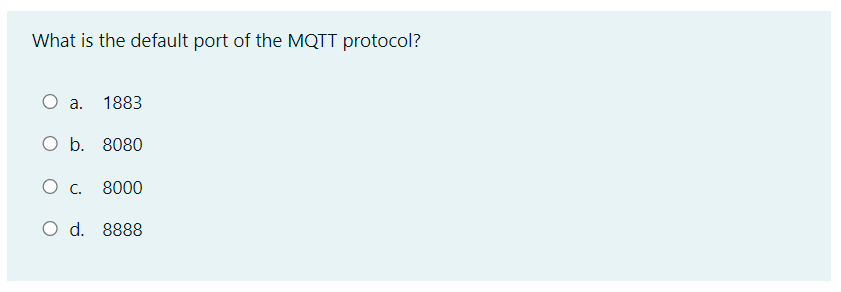 What is the default port of the MQTT protocol?
a. 1883
b. 8080
c. 8000
d. 8888